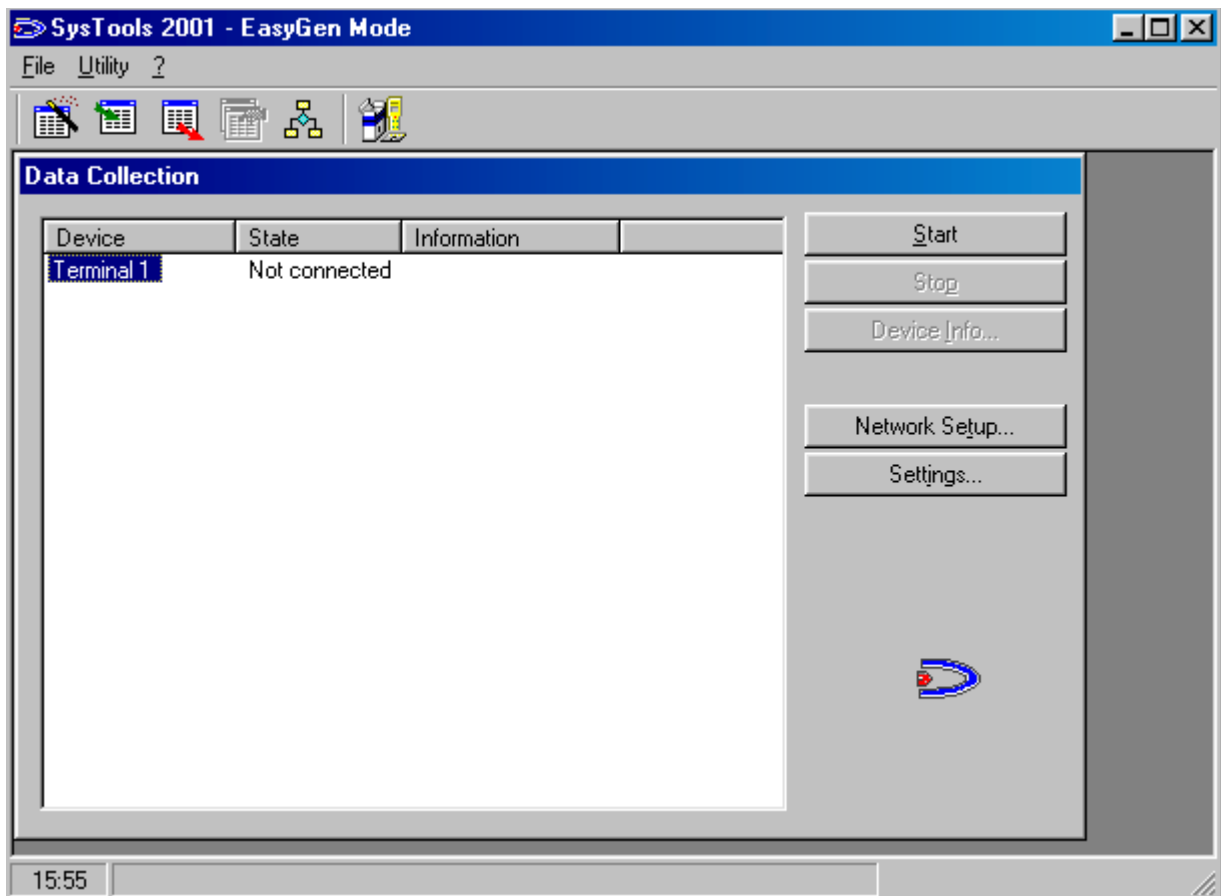 SysTools 2001 - EasyGen Mode
File Utility ?
Data Collection
Device State Information
Terminal 1 Not connected
Start
Stop
Device Info...
Network Setup...
Settings...
15:55